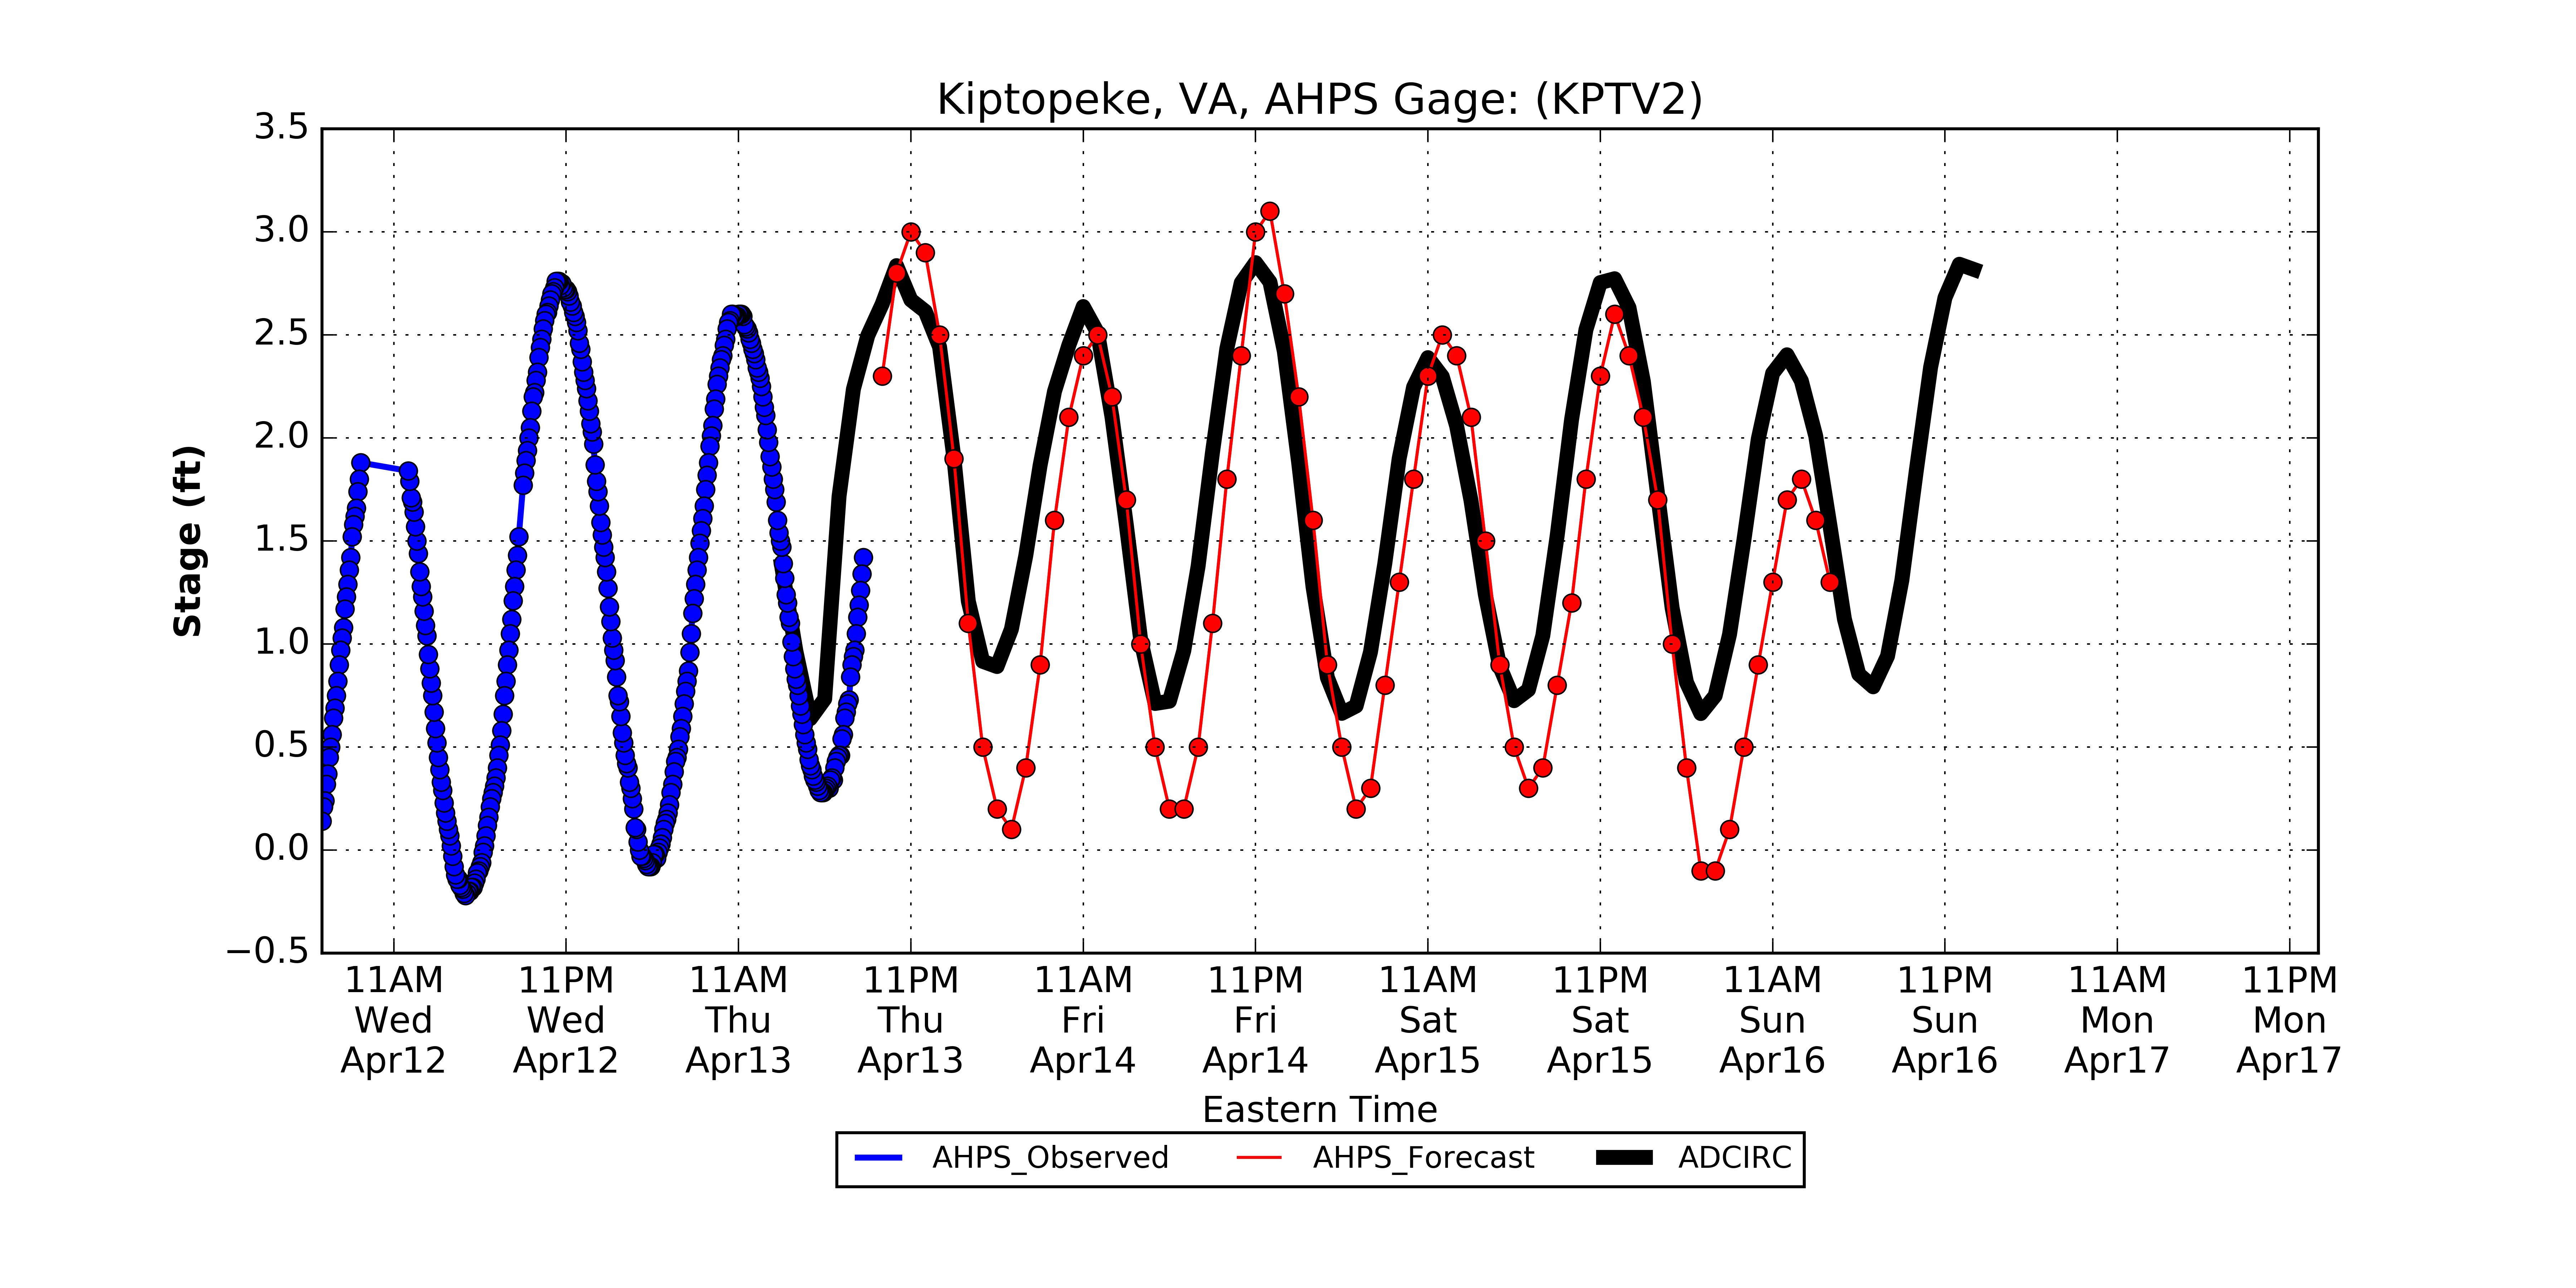 Kiptopeke, VA, AHPS Gage: (KPTV2)
Stage (ft)
3.5
3.0
2.5
2.0
1.5
1.0
0.5
0.0
−0.5
11AM 11PM 11AM 11PM 11AM 11PM 11AM 11PM 11AM 11PM 11AM 11PM
Wed Wed Thu Thu Fri Fri Sat Sat Sun Sun Mon Mon
Apr12 Apr12 Apr13 Apr13 Apr14 Apr14 Apr15 Apr15 Apr16 Apr16 Apr17 Apr17
Eastern Time
AHPS_Observed AHPS_Forecast ADCIRC